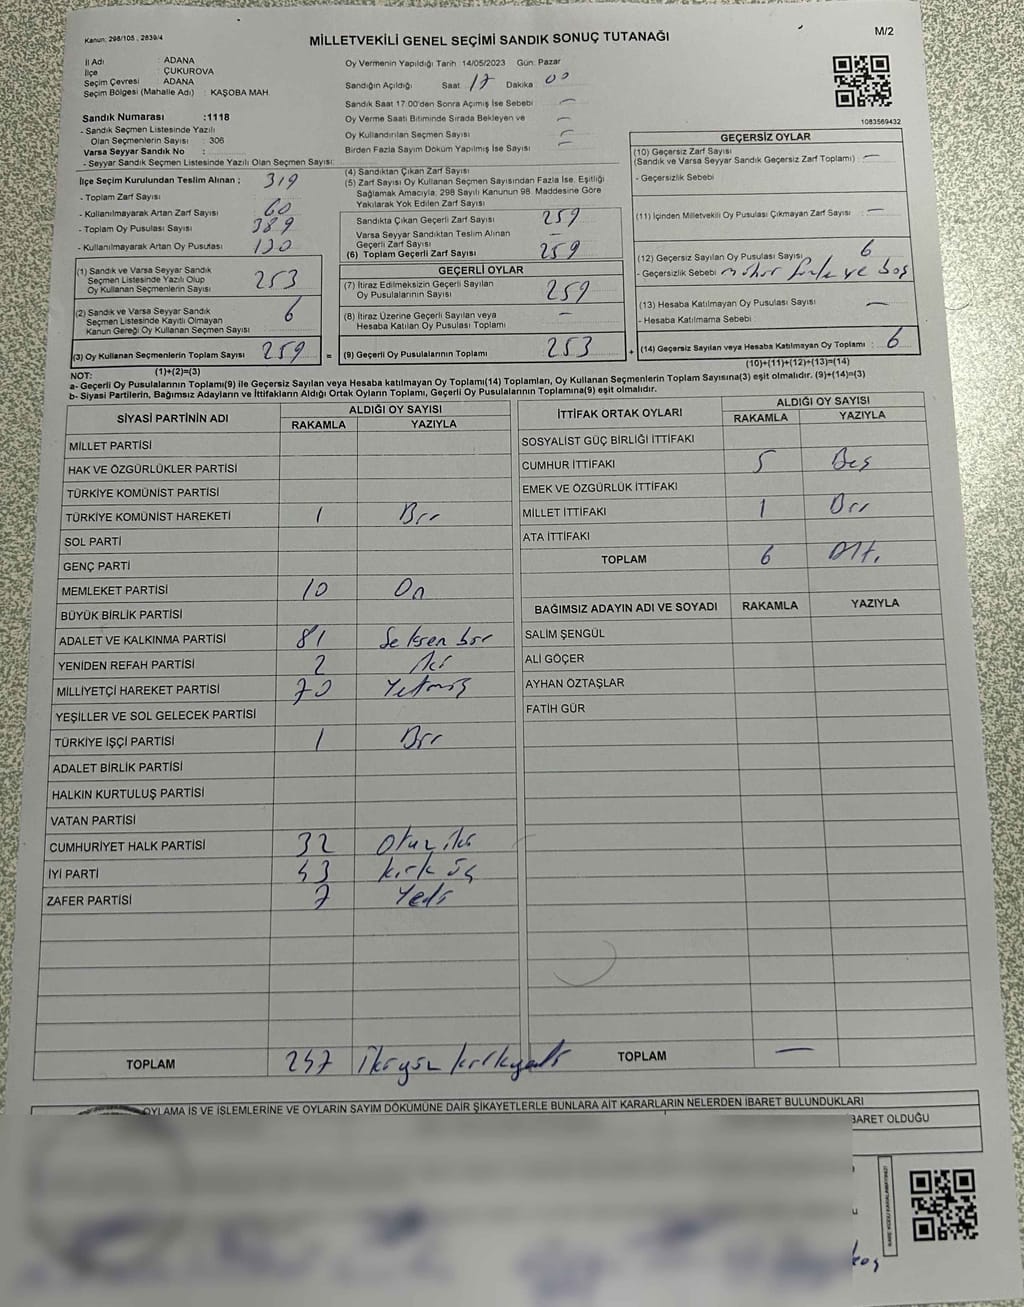 Kanun: 298/105 , 2839/4
M/2
MİLLETVEKİLİ GENEL SEÇİMİ SANDIK SONUÇ TUTANAĞI
İl Adı : ADANA
İlçe : ÇUKUROVA
Seçim Çevresi : ADANA
Seçim Bölgesi (Mahalle Adı) : KAŞOBA MAH.
Sandık Numarası :1118
- Sandık Seçmen Listesinde Yazılı
Olan Seçmenlerin Sayısı : 306
Varsa Seyyar Sandık No :
- Seyyar Sandık Seçmen Listesinde Yazılı Olan Seçmen Sayısı:
Oy Vermenin Yapıldığı Tarih 14/05/2023 Gün: Pazar
Sandığın Açıldığı Saat 17 Dakika 00
Sandık Saat 17:00'den Sonra Açımış İse Sebebi —
Oy Verme Saati Bitiminde Sırada Bekleyen ve —
Oy Kullandırılan Seçmen Sayısı —
Birden Fazla Sayım Döküm Yapılmış İse Sayısı —
1083569432
İlçe Seçim Kurulundan Teslim Alınan ; 319
- Toplam Zarf Sayısı
- Kullanılmayarak Artan Zarf Sayısı 60
- Toplam Oy Pusulası Sayısı 389
- Kullanılmayarak Artan Oy Pusulası 130
(1) Sandık ve Varsa Seyyar Sandık
Seçmen Listesinde Yazılı Olup
Oy Kullanan Seçmenlerin Sayısı 253
(2) Sandık ve Varsa Seyyar Sandık
Seçmen Listesinde Kayıtlı Olmayan
Kanun Gereği Oy Kullanan Seçmen Sayısı 6
(3) Oy Kullanan Seçmenlerin Toplam Sayısı 259 =
(1)+(2)=(3)
(4) Sandıktan Çıkan Zarf Sayısı
(5) Zarf Sayısı Oy Kullanan Seçmen Sayısından Fazla İse, Eşitliği
Sağlamak Amacıyla, 298 Sayılı Kanunun 98. Maddesine Göre
Yakılarak Yok Edilen Zarf Sayısı
Sandıkta Çıkan Geçerli Zarf Sayısı 259
Varsa Seyyar Sandıktan Teslim Alınan
Geçerli Zarf Sayısı —
(6) Toplam Geçerli Zarf Sayısı 259
GEÇERLİ OYLAR
(7) İtiraz Edilmeksizin Geçerli Sayılan
Oy Pusulalarının Sayısı 259
(8) İtiraz Üzerine Geçerli Sayılan veya
Hesaba Katılan Oy Pusulası Toplamı —
(9) Geçerli Oy Pusulalarının Toplamı 253 +
GEÇERSİZ OYLAR
(10) Geçersiz Zarf Sayısı
(Sandık ve Varsa Seyyar Sandık Geçersiz Zarf Toplamı) : —
- Geçersizlik Sebebi
(11) İçinden Milletvekili Oy Pusulası Çıkmayan Zarf Sayısı : —
(12) Geçersiz Sayılan Oy Pusulası Sayısı : 6
- Geçersizlik Sebebi : mühür fazla ve boş
(13) Hesaba Katılmayan Oy Pusulası Sayısı —
- Hesaba Katılmama Sebebi
(14) Geçersiz Sayılan veya Hesaba Katılmayan Oy Toplamı : 6
(10)+(11)+(12)+(13)=(14)
NOT:
a- Geçerli Oy Pusulalarının Toplamı(9) ile Geçersiz Sayılan veya Hesaba katılmayan Oy Toplamı(14) Toplamları, Oy Kullanan Seçmenlerin Toplam Sayısına(3) eşit olmalıdır. (9)+(14)=(3)
b- Siyasi Partilerin, Bağımsız Adayların ve İttifakların Aldığı Ortak Oyların Toplamı, Geçerli Oy Pusulalarının Toplamına(9) eşit olmalıdır.
SİYASİ PARTİNİN ADI ALDIĞI OY SAYISI
RAKAMLA YAZIYLA
MİLLET PARTİSİ
HAK VE ÖZGÜRLÜKLER PARTİSİ
TÜRKİYE KOMÜNİST PARTİSİ
TÜRKİYE KOMÜNİST HAREKETİ 1 Bir
SOL PARTİ
GENÇ PARTİ
MEMLEKET PARTİSİ 10 On
BÜYÜK BİRLİK PARTİSİ
ADALET VE KALKINMA PARTİSİ 81 Seksen bir
YENİDEN REFAH PARTİSİ 2 İki
MİLLİYETÇİ HAREKET PARTİSİ 70 Yetmiş
YEŞİLLER VE SOL GELECEK PARTİSİ
TÜRKİYE İŞÇİ PARTİSİ 1 Bir
ADALET BİRLİK PARTİSİ
HALKIN KURTULUŞ PARTİSİ
VATAN PARTİSİ
CUMHURİYET HALK PARTİSİ 32 Otuz iki
İYİ PARTİ 43 Kırk üç
ZAFER PARTİSİ 7 Yedi
TOPLAM 247 İkiyüz kırkyedi
İTTİFAK ORTAK OYLARI ALDIĞI OY SAYISI
RAKAMLA YAZIYLA
SOSYALİST GÜÇ BİRLİĞİ İTTİFAKI
CUMHUR İTTİFAKI 5 Beş
EMEK VE ÖZGÜRLÜK İTTİFAKI
MİLLET İTTİFAKI 1 Bir
ATA İTTİFAKI
TOPLAM 6 Altı
BAĞIMSIZ ADAYIN ADI VE SOYADI RAKAMLA YAZIYLA
SALİM ŞENGÜL
ALİ GÖÇER
AYHAN ÖZTAŞLAR
FATİH GÜR
TOPLAM —
OYLAMA İŞ VE İŞLEMLERİNE VE OYLARIN SAYIM DÖKÜMÜNE DAİR ŞİKAYETLERLE BUNLARA AİT KARARLARIN NELERDEN İBARET BULUNDUKLARI
BARET OLDUĞU